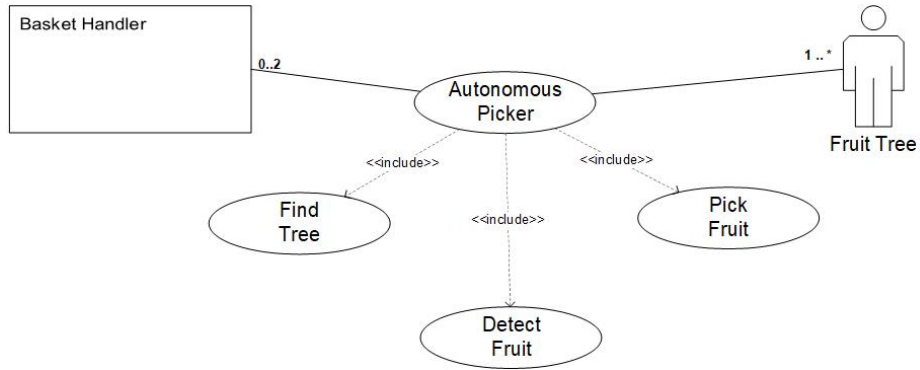 Basket Handler
0..2
1 .. *
Autonomous
Picker
Fruit Tree
<<include>>
<<include>>
<<include>>
Find
Tree
Pick
Fruit
Detect
Fruit